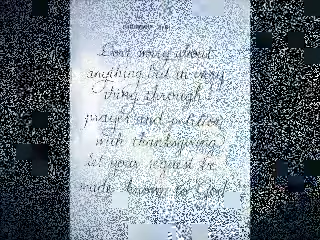 Don't worry about
anything but in every
thing through
prayer and petition
with thanksgiving
let your request be
made known to God